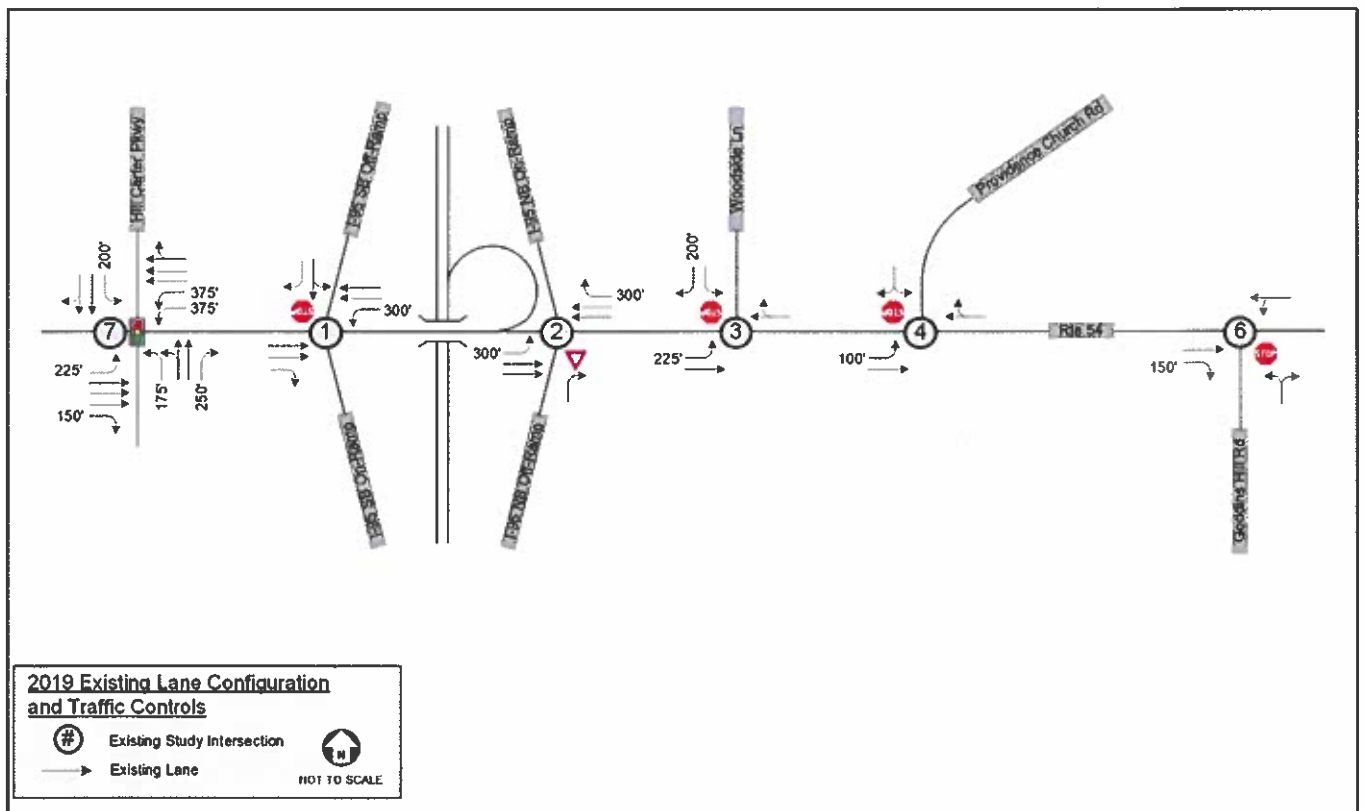 Hill Carter Pkwy
I-95 SB Off-Ramp
I-95 NB On-Ramp
Woodside Ln
Providence Church Rd
200'
375'
375'
300'
300'
200'
STOP
STOP
STOP
7
1
2
3
4
Rte 54
6
225'
150'
175'
250'
300'
225'
100'
150'
STOP
I-95 SB On-Ramp
I-95 NB Off-Ramp
Goddins Hill Rd
2019 Existing Lane Configuration
and Traffic Controls
# Existing Study Intersection
Existing Lane
N
NOT TO SCALE